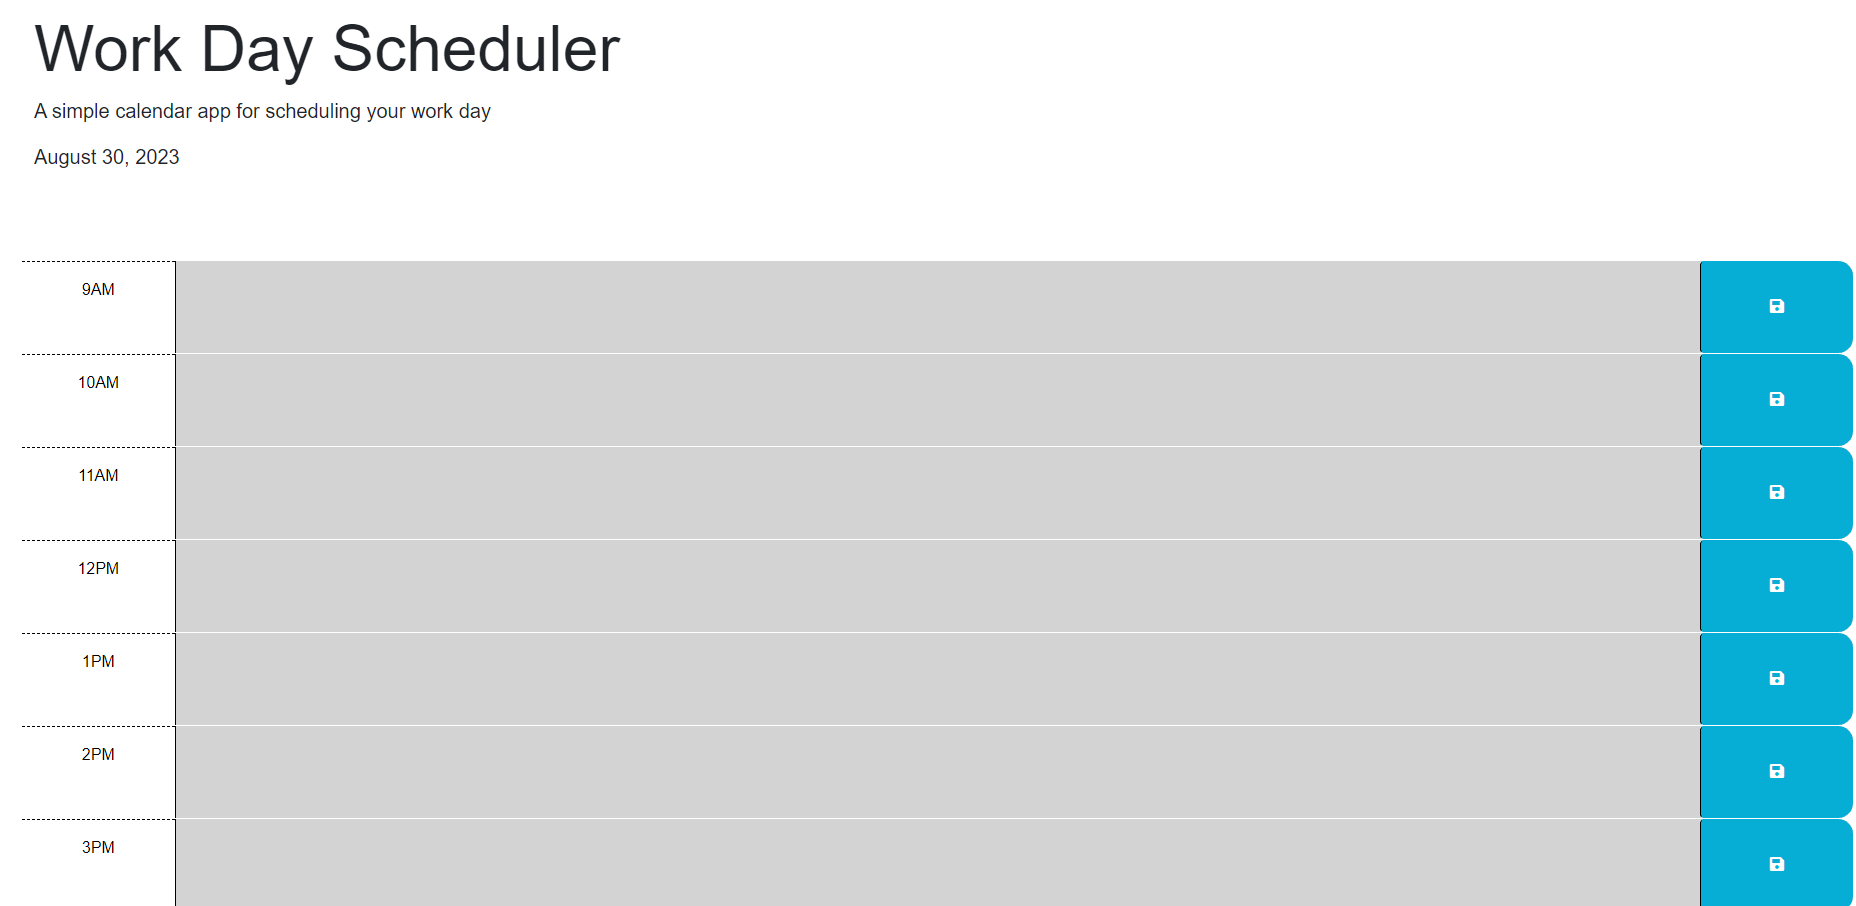 Work Day Scheduler
A simple calendar app for scheduling your work day
August 30, 2023
9AM
10AM
11AM
12PM
1PM
2PM
3PM